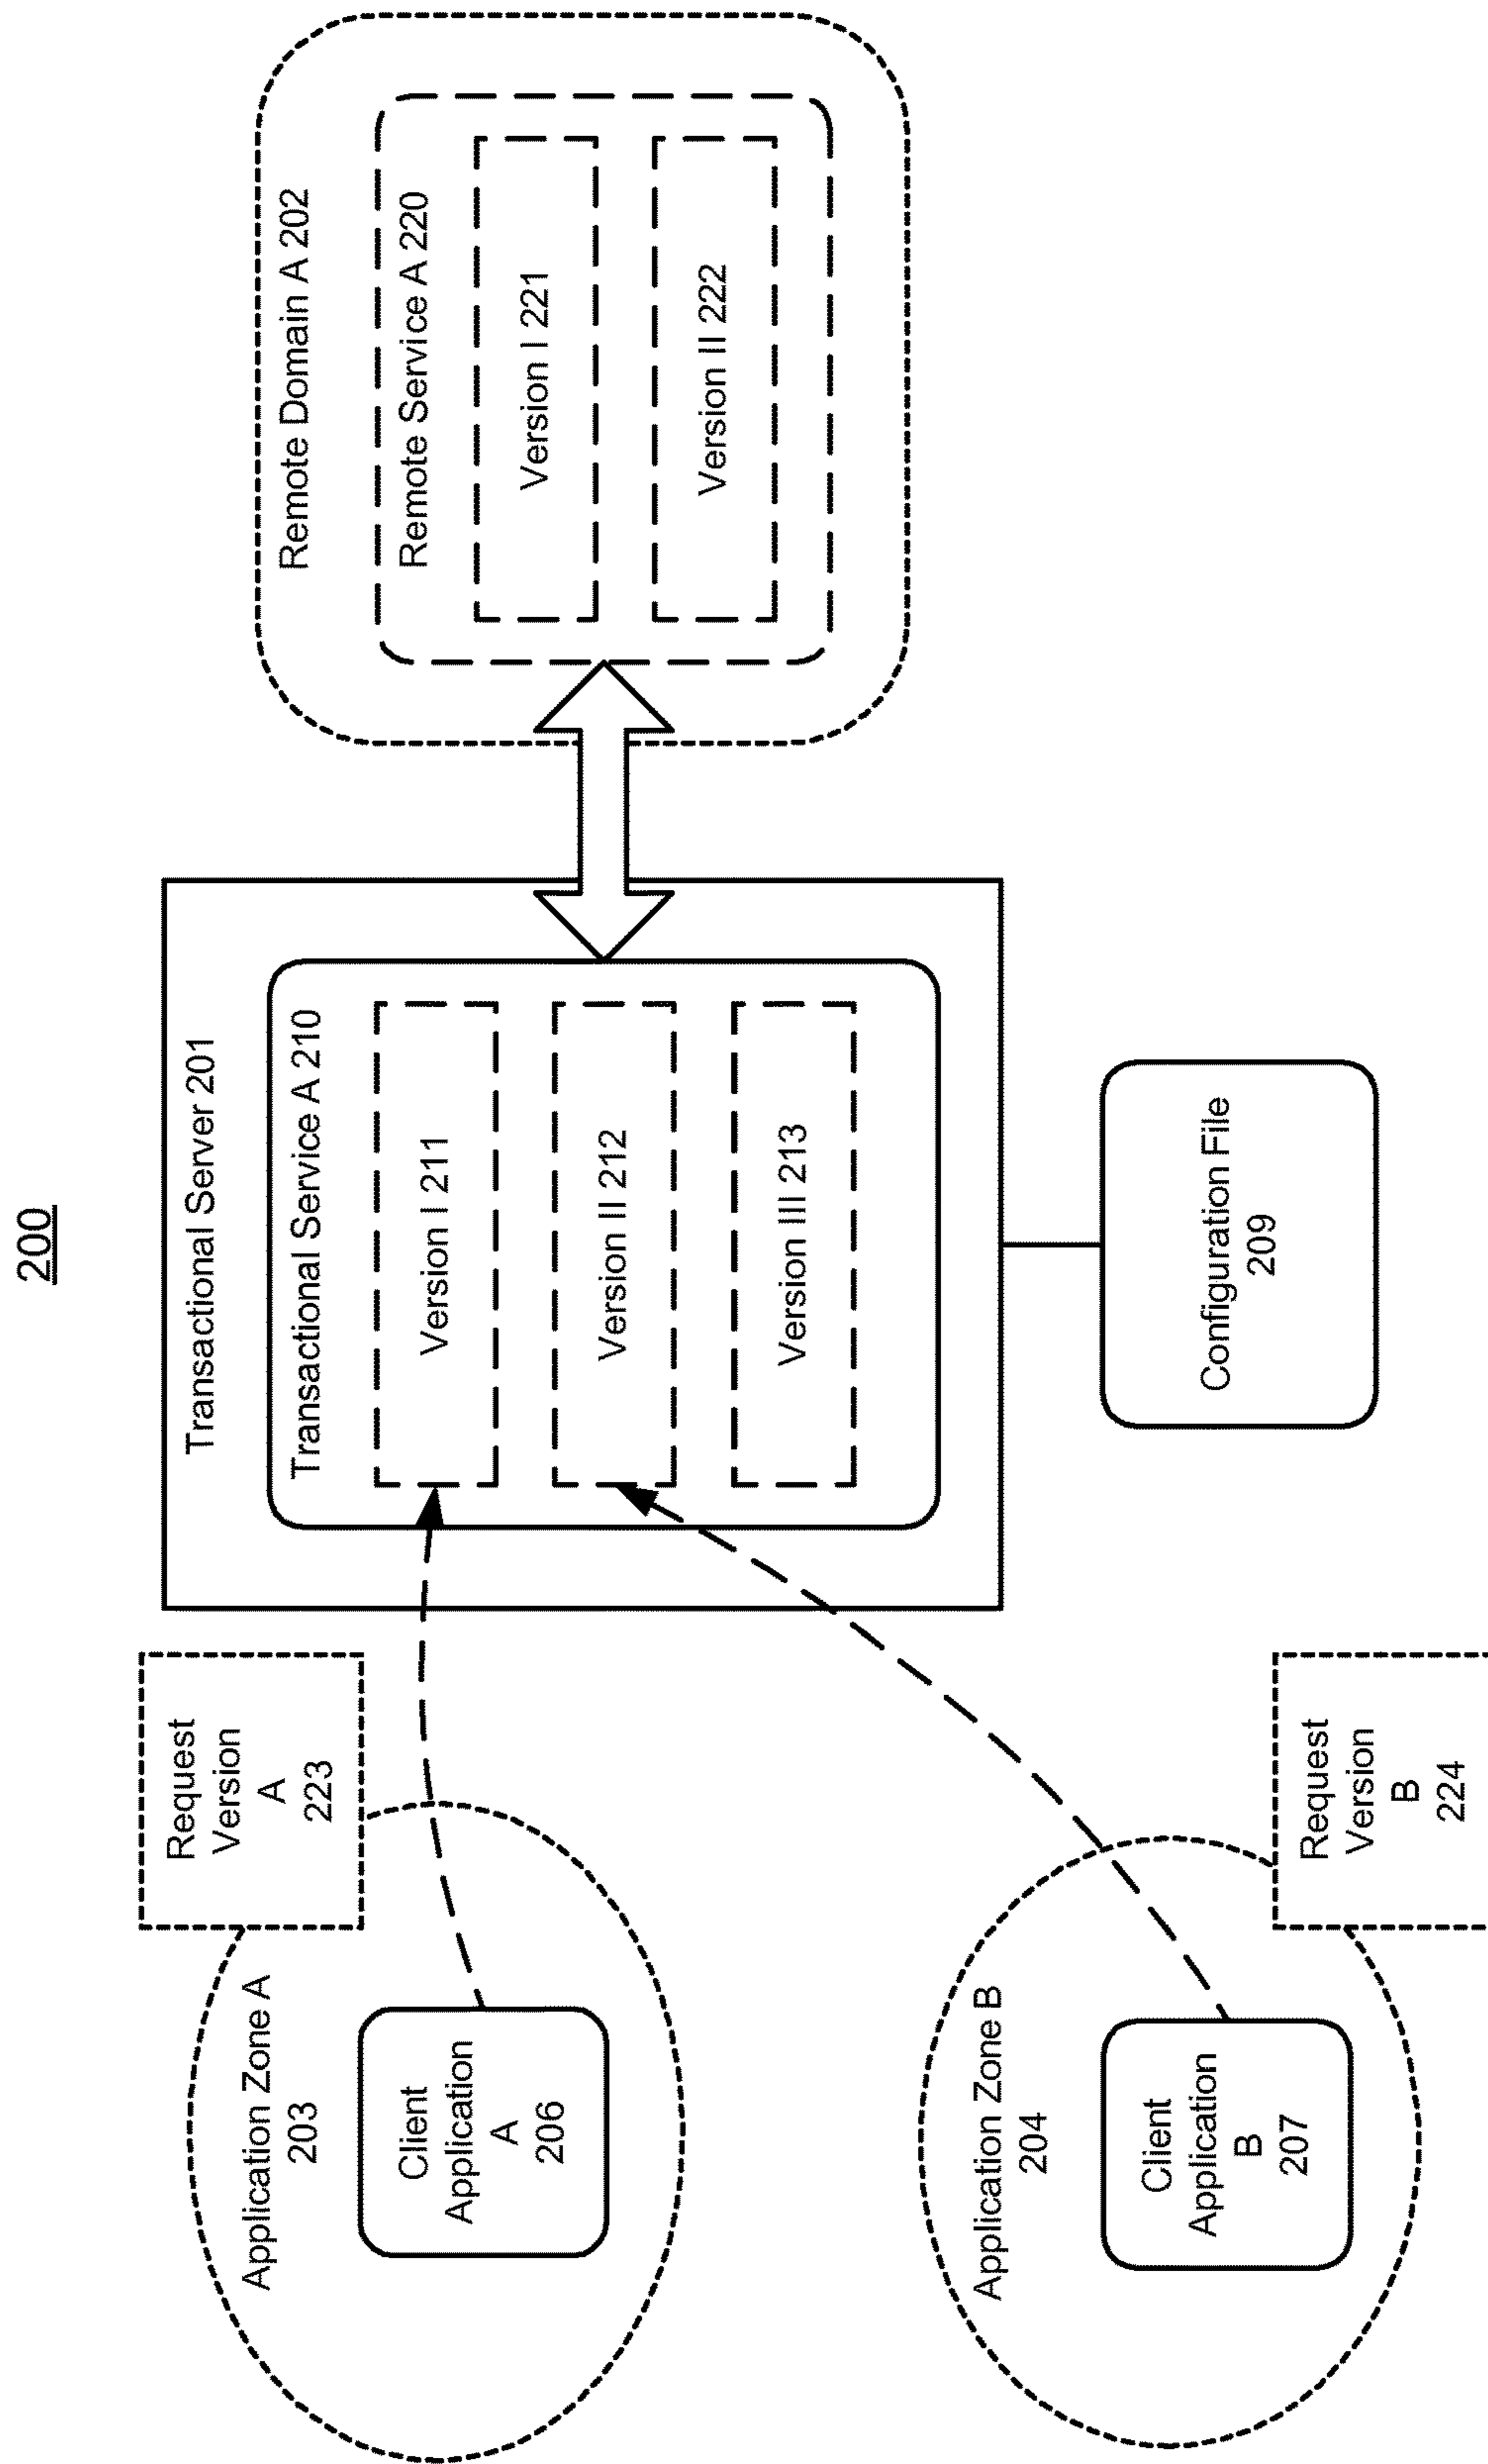 200
Request
Version
A
223
Application Zone A
203
Client
Application
A
206
Request
Version
B
224
Application Zone B
204
Client
Application
B
207
Transactional Server 201
Transactional Service A 210
Version I 211
Version II 212
Version III 213
Configuration File
209
Remote Domain A 202
Remote Service A 220
Version I 221
Version II 222